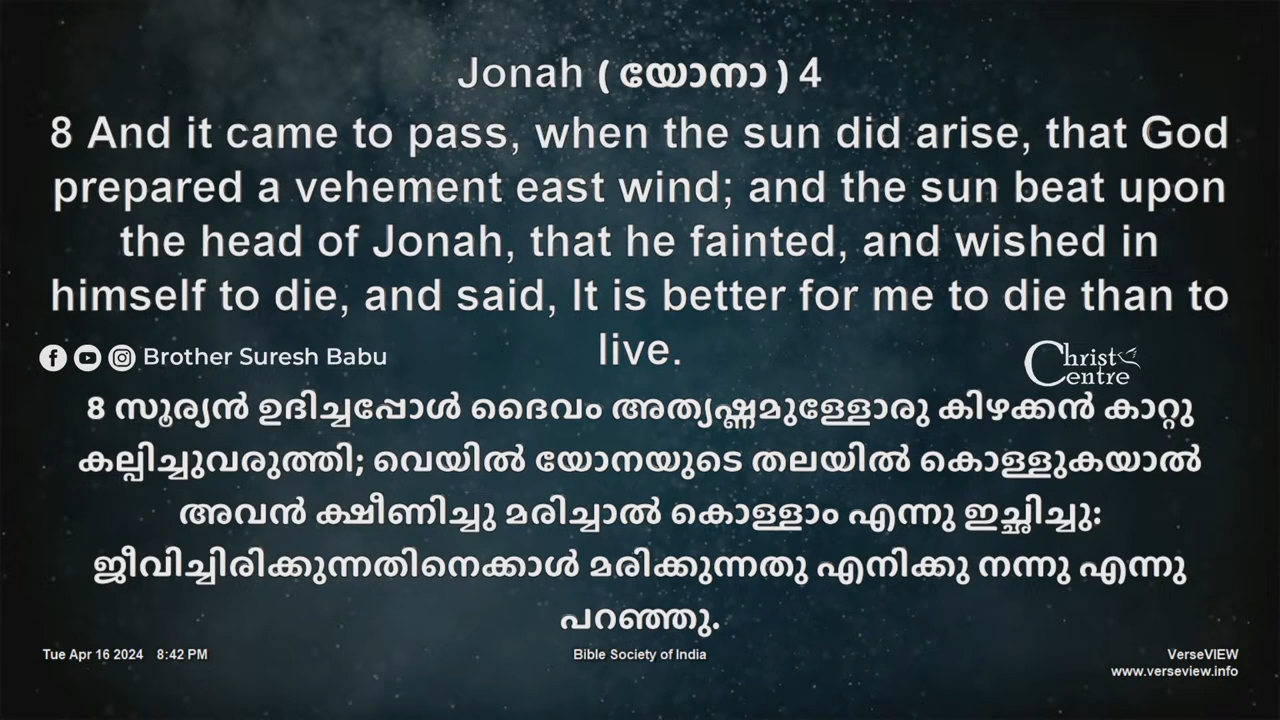 Jonah ( യോനാ ) 4
8 And it came to pass, when the sun did arise, that God
prepared a vehement east wind; and the sun beat upon
the head of Jonah, that he fainted, and wished in
himself to die, and said, It is better for me to die than to
live.
Brother Suresh Babu
Christ
Centre
8 സൂര്യൻ ഉദിച്ചപ്പോൾ ദൈവം അത്യഷ്ണമുള്ളോരു കിഴക്കൻ കാറ്റു
കല്പിച്ചുവരുത്തി; വെയിൽ യോനയുടെ തലയിൽ കൊള്ളുകയാൽ
അവൻ ക്ഷീണിച്ചു മരിച്ചാൽ കൊള്ളാം എന്നു ഇച്ഛിച്ചു:
ജീവിച്ചിരിക്കുന്നതിനെക്കാൾ മരിക്കുന്നതു എനിക്കു നന്നു എന്നു
പറഞ്ഞു.
Tue Apr 16 2024 8:42 PM
Bible Society of India
VerseVIEW
www.verseview.info